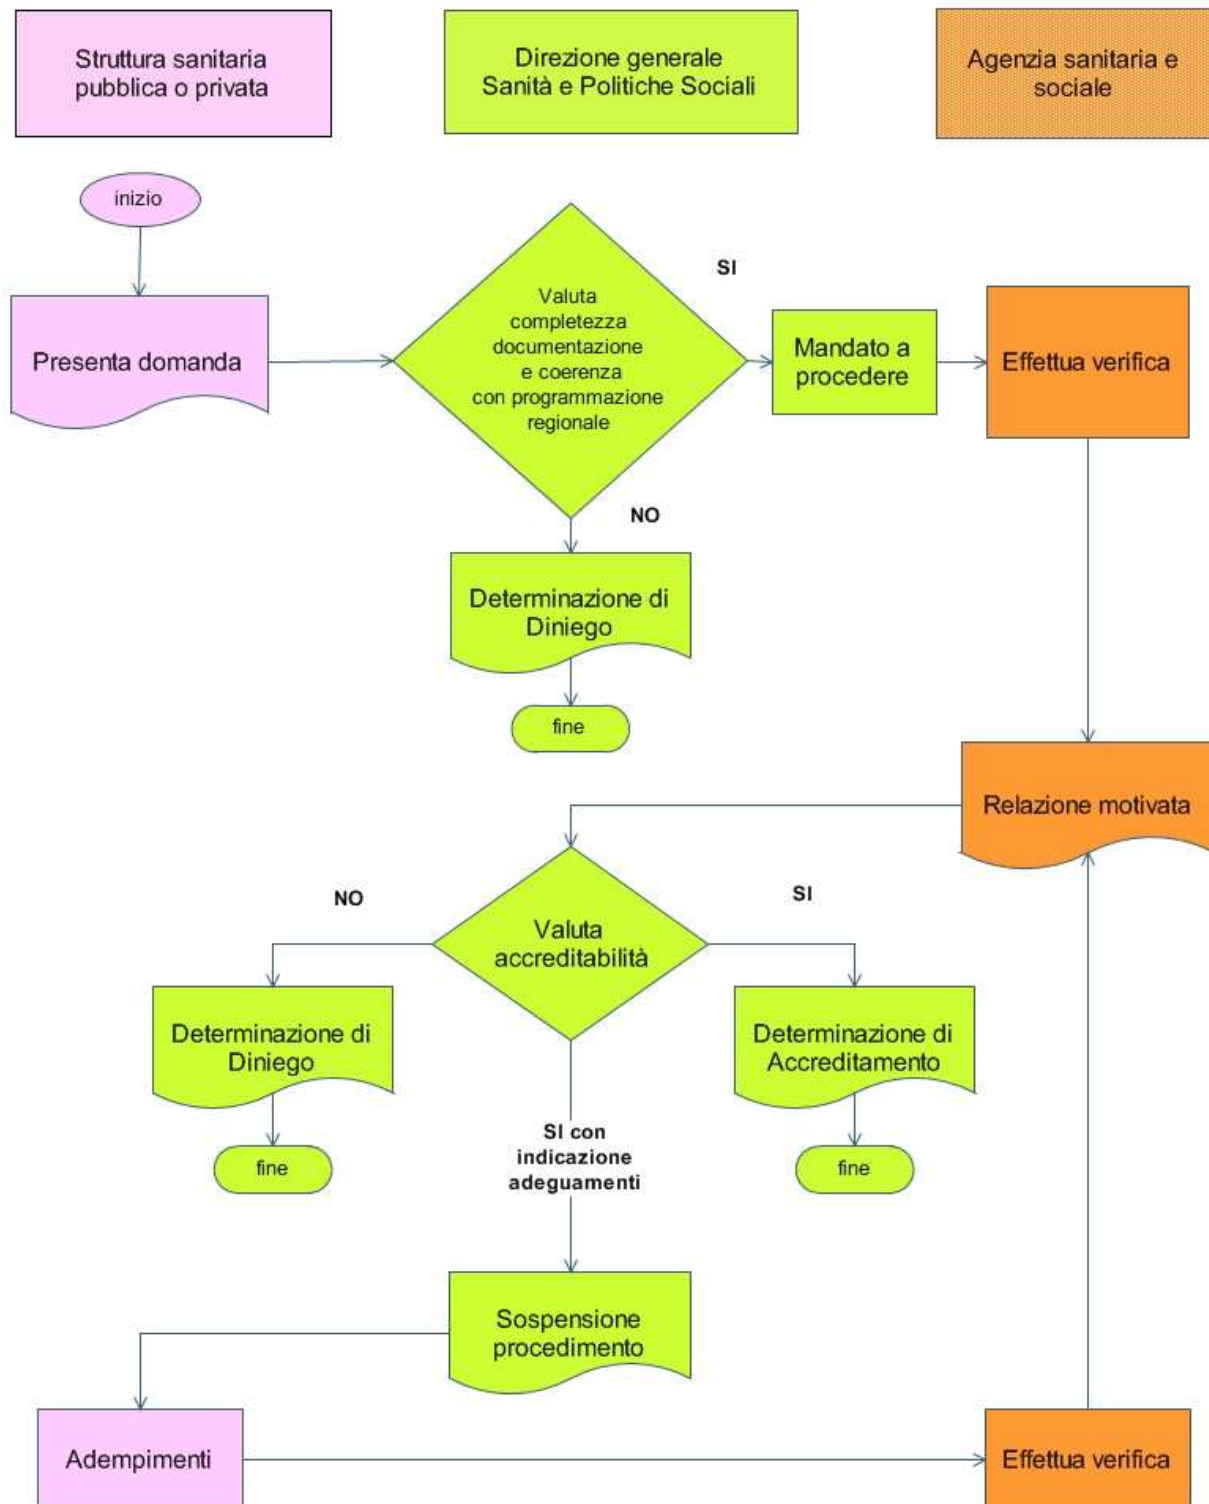 Struttura sanitaria
pubblica o privata
Direzione generale
Sanità e Politiche Sociali
Agenzia sanitaria e
sociale
inizio
Presenta domanda
Valuta
completezza
documentazione
e coerenza
con programmazione
regionale
SI
Mandato a
procedere
Effettua verifica
NO
Determinazione di
Diniego
fine
Relazione motivata
Valuta
accreditabilità
NO
SI
Determinazione di
Diniego
fine
Determinazione di
Accreditamento
fine
SI con
indicazione
adeguamenti
Sospensione
procedimento
Adempimenti
Effettua verifica